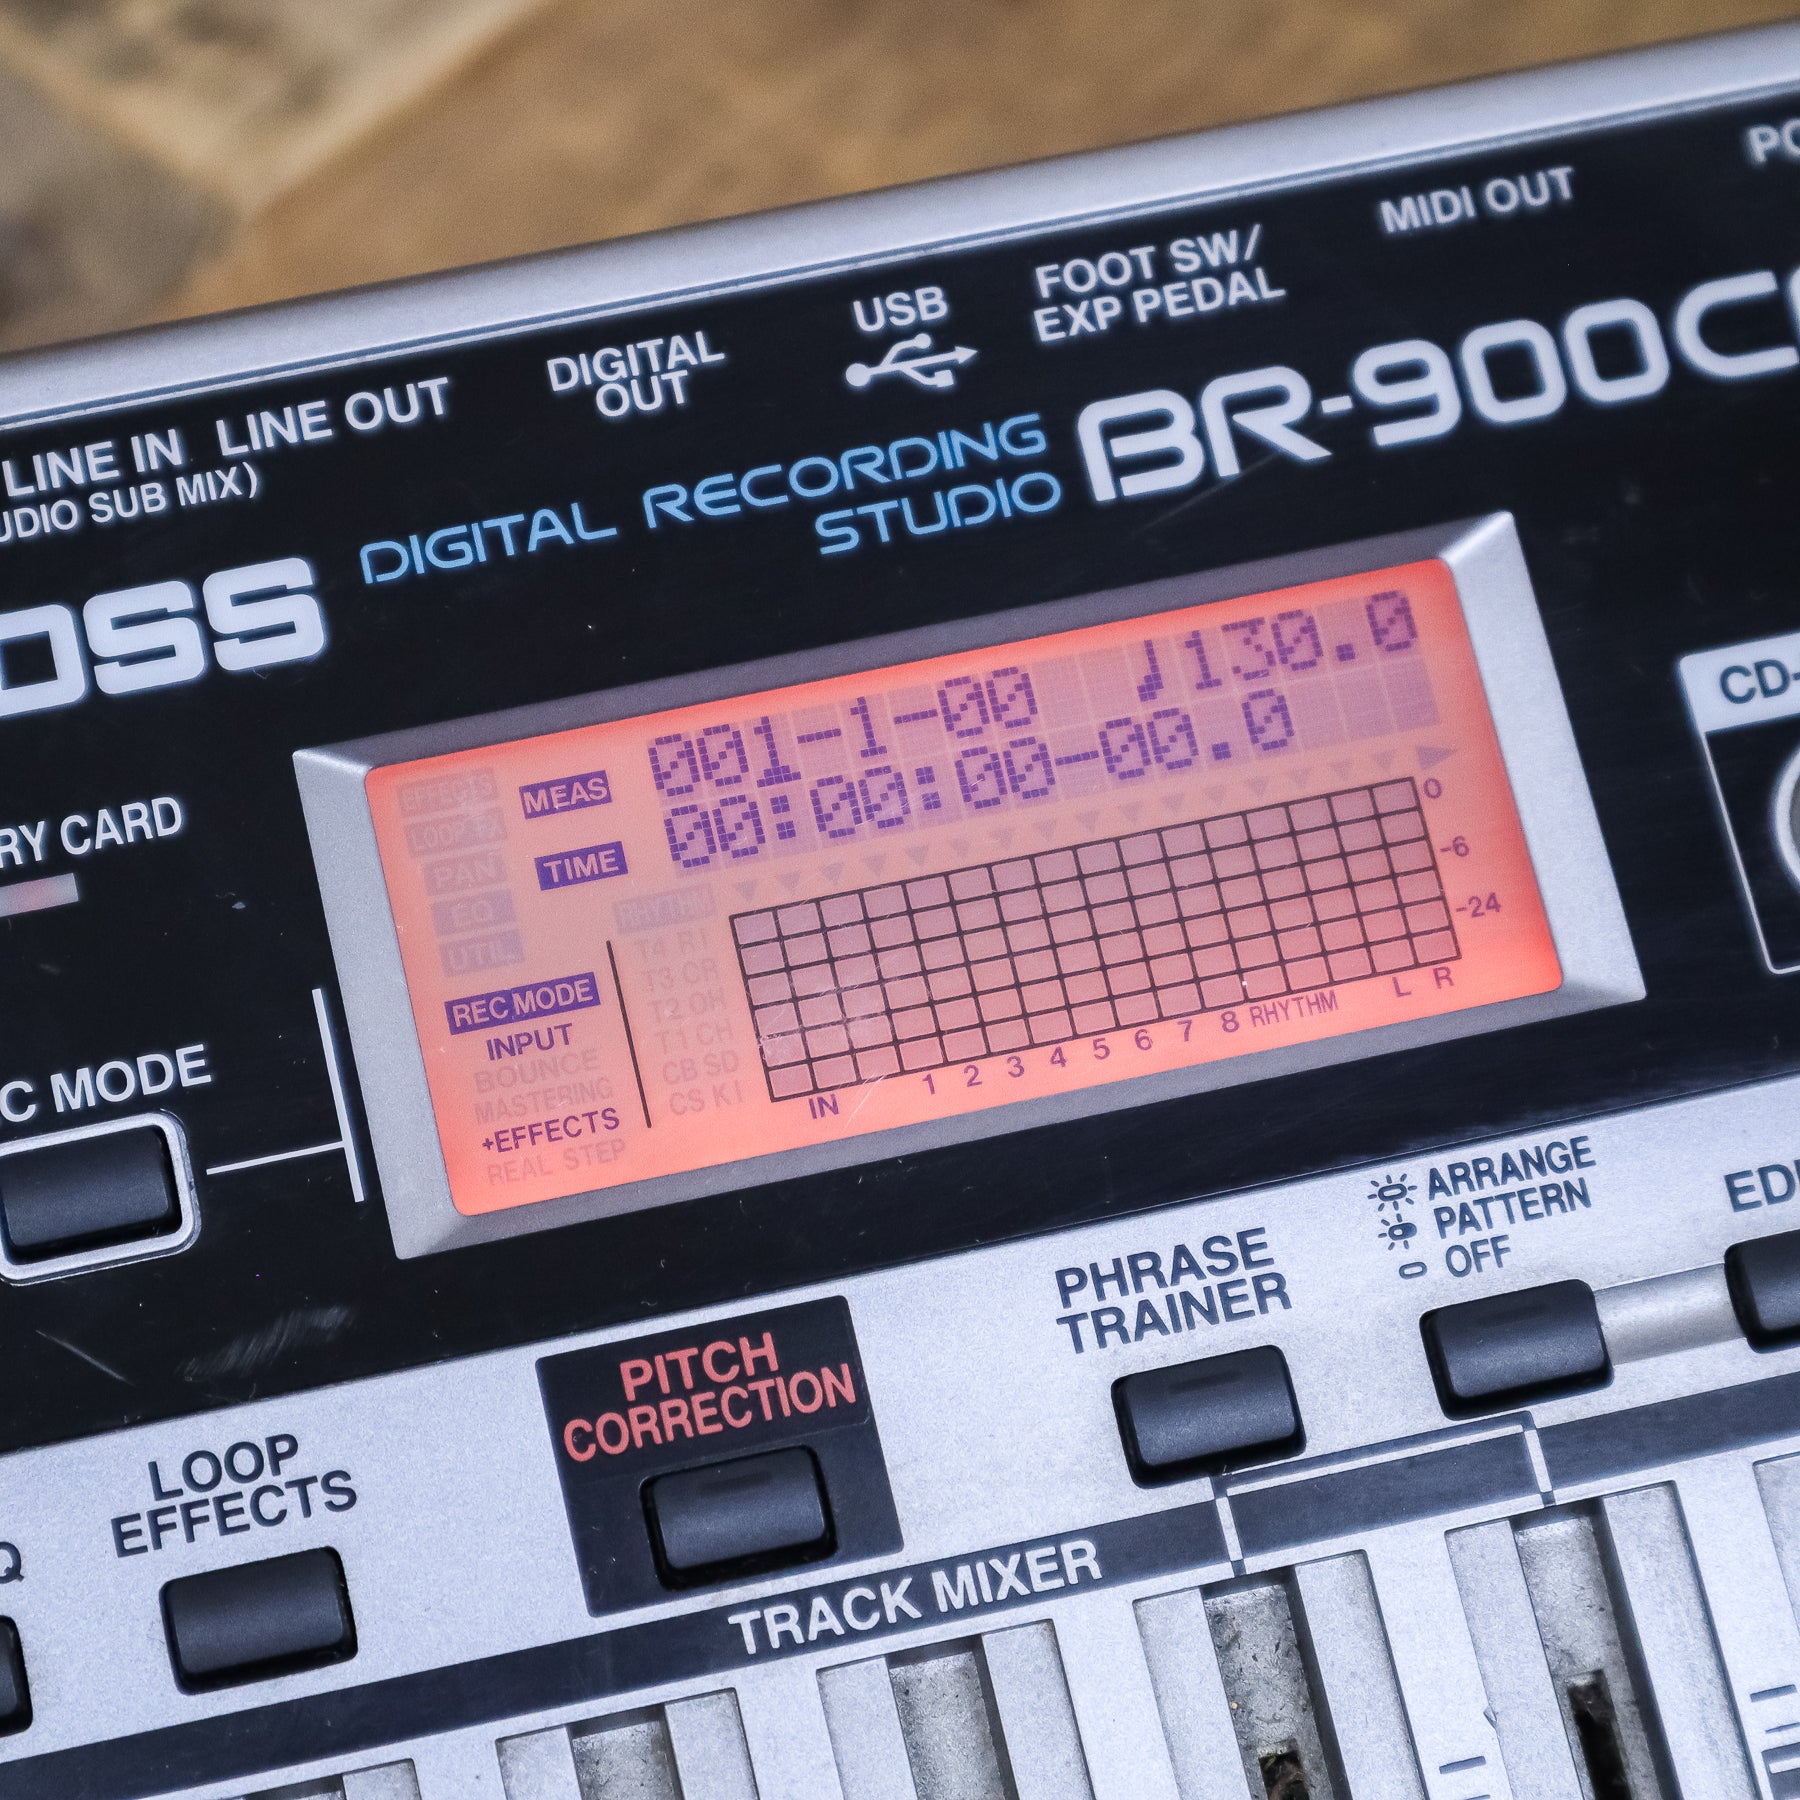 PO
MIDI OUT
FOOT SW/
EXP PEDAL
USB
DIGITAL
OUT
LINE IN LINE OUT
UDIO SUB MIX)
DIGITAL RECORDING
STUDIO
BR-900C
OSS
CD-
RY CARD
001-1-00 ♩130.0
00:00:00-00.0
MEAS
TIME
EFFECTS
LOOP FX
PAN
EQ
UTIL
REC MODE
INPUT
BOUNCE
MASTERING
+EFFECTS
REAL STEP
RHYTHM
T4 R1
T3 CR
T2 OH
T1 CH
CB SD
CS KI
0
-6
-24
IN 1 2 3 4 5 6 7 8 RHYTHM L R
C MODE
ARRANGE
PATTERN
OFF
EDI
PHRASE
TRAINER
PITCH
CORRECTION
LOOP
EFFECTS
Q
TRACK MIXER